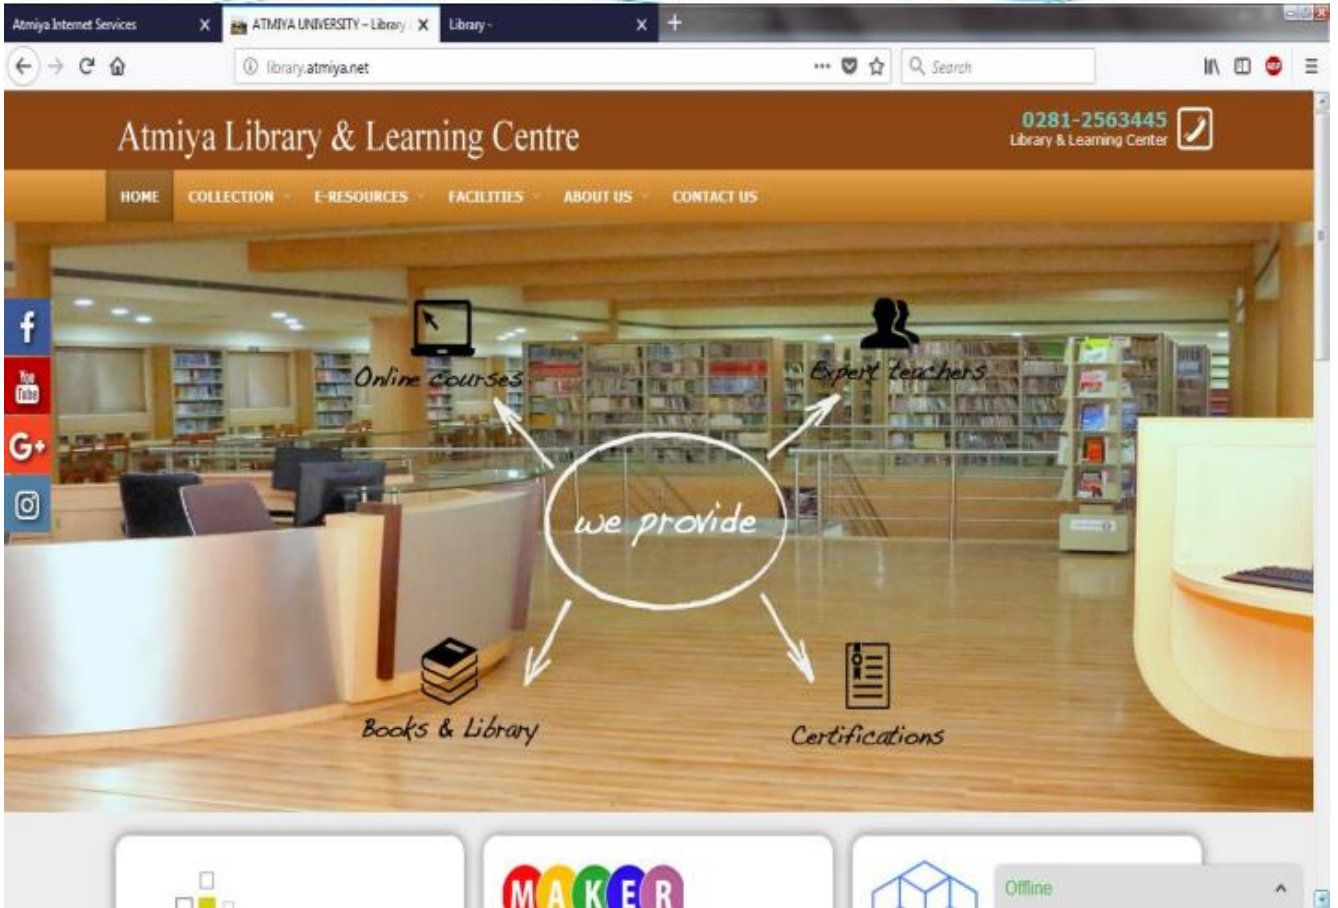 Atmiya Internet Services
ATMIYA UNIVERSITY – Library
Library -
library.atmiya.net
Search
Atmiya Library & Learning Centre
0281-2563445
Library & Learning Center
HOME COLLECTION E-RESOURCES FACILITIES ABOUT US CONTACT US
f
You Tube
G+
Online courses
Expert teachers
we provide
Books & Library
Certifications
MAKER
Offline